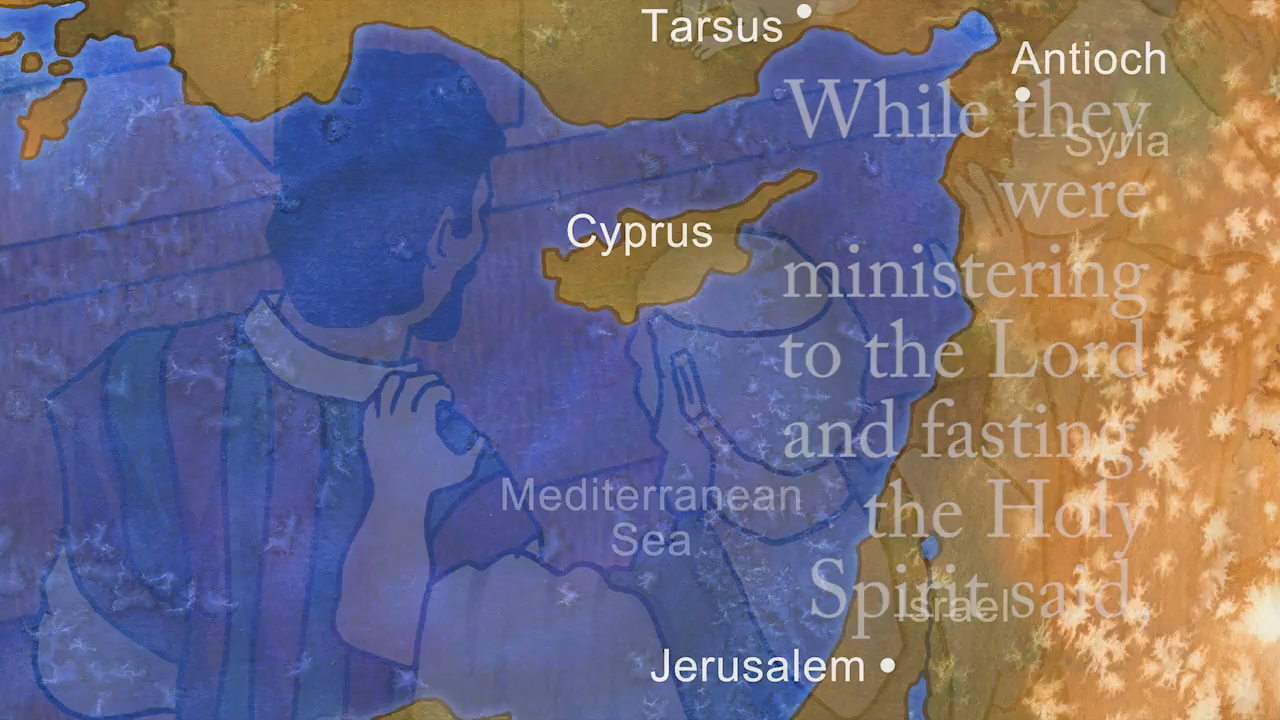 Tarsus
Antioch
Syria
Cyprus
Mediterranean
Sea
Israel
Jerusalem
While they
were
ministering
to the Lord
and fasting,
the Holy
Spirit said,